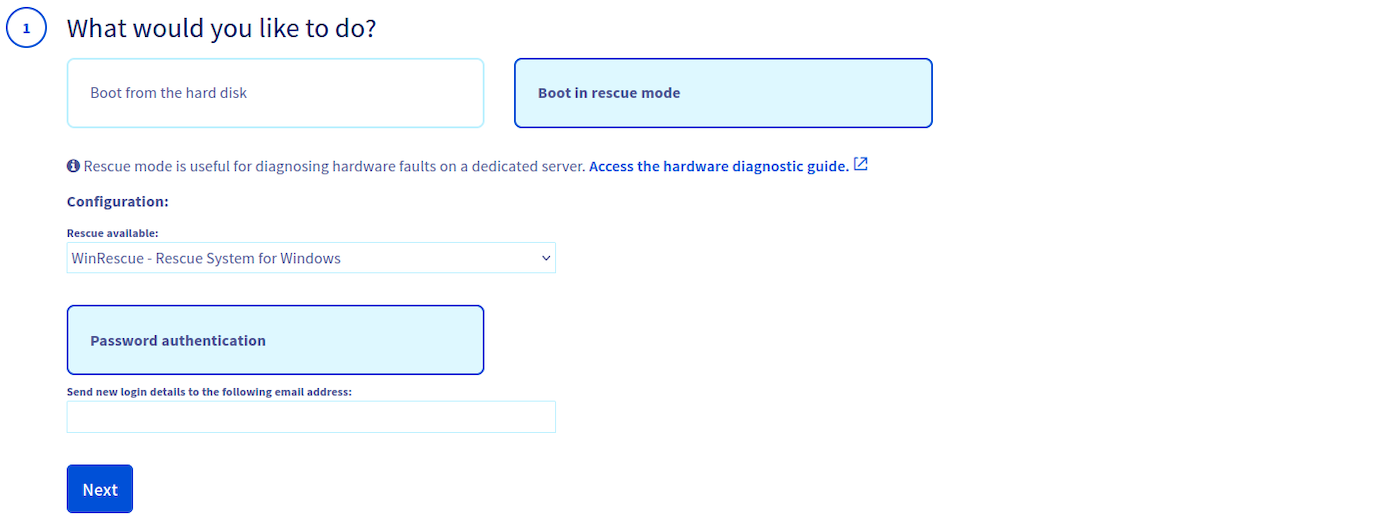 1
What would you like to do?
Boot from the hard disk
Boot in rescue mode
Rescue mode is useful for diagnosing hardware faults on a dedicated server. Access the hardware diagnostic guide.
Configuration:
Rescue available:
WinRescue - Rescue System for Windows
Password authentication
Send new login details to the following email address:
Next